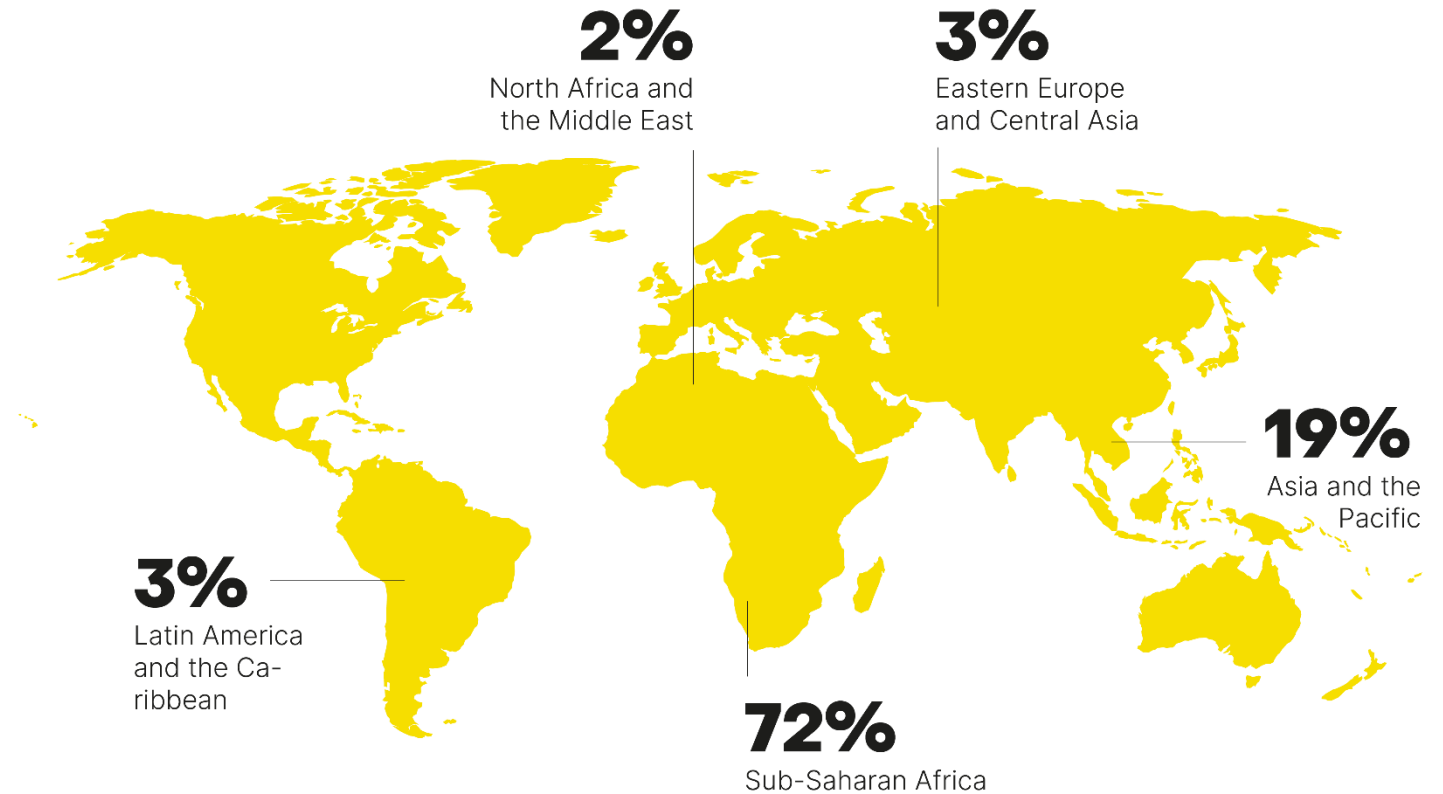 2%
North Africa and
the Middle East
3%
Eastern Europe
and Central Asia
19%
Asia and the
Pacific
3%
Latin America
and the Ca-
ribbean
72%
Sub-Saharan Africa